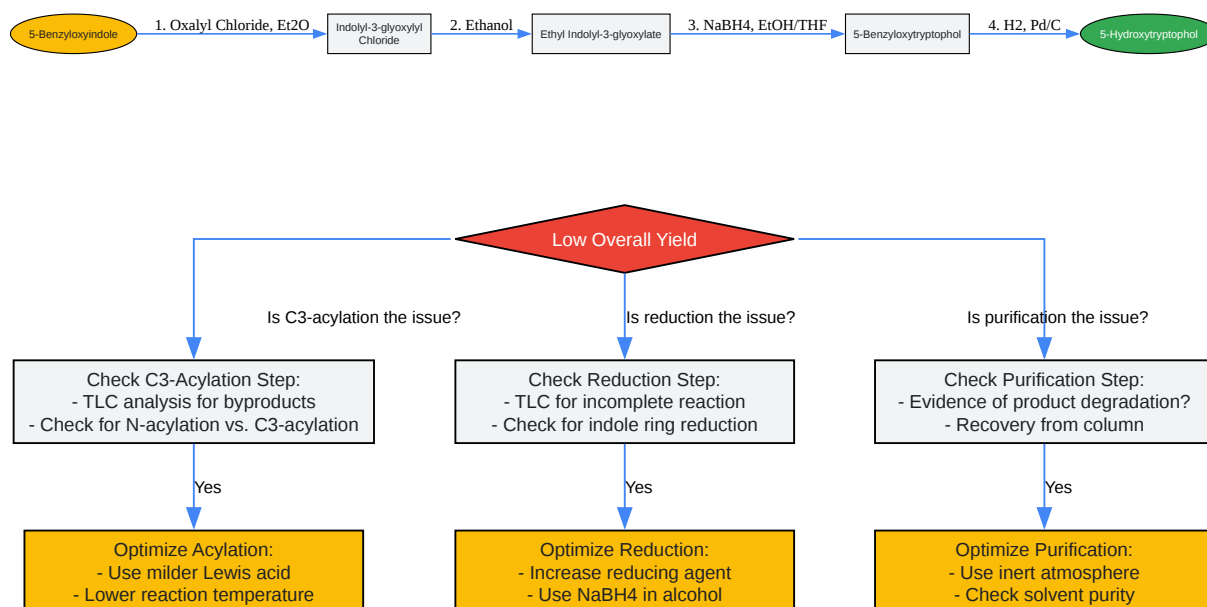 5-Benzyloxyindole
1. Oxalyl Chloride, Et2O
Indolyl-3-glyoxylyl
Chloride
2. Ethanol
Ethyl Indolyl-3-glyoxylate
3. NaBH4, EtOH/THF
5-Benzyloxytryptophol
4. H2, Pd/C
5-Hydroxytryptophol
Low Overall Yield
Is C3-acylation the issue?
Is reduction the issue?
Is purification the issue?
Check C3-Acylation Step:
- TLC analysis for byproducts
- Check for N-acylation vs. C3-acylation
Check Reduction Step:
- TLC for incomplete reaction
- Check for indole ring reduction
Check Purification Step:
- Evidence of product degradation?
- Recovery from column
Yes
Yes
Yes
Optimize Acylation:
- Use milder Lewis acid
- Lower reaction temperature
Optimize Reduction:
- Increase reducing agent
- Use NaBH4 in alcohol
Optimize Purification:
- Use inert atmosphere
- Check solvent purity